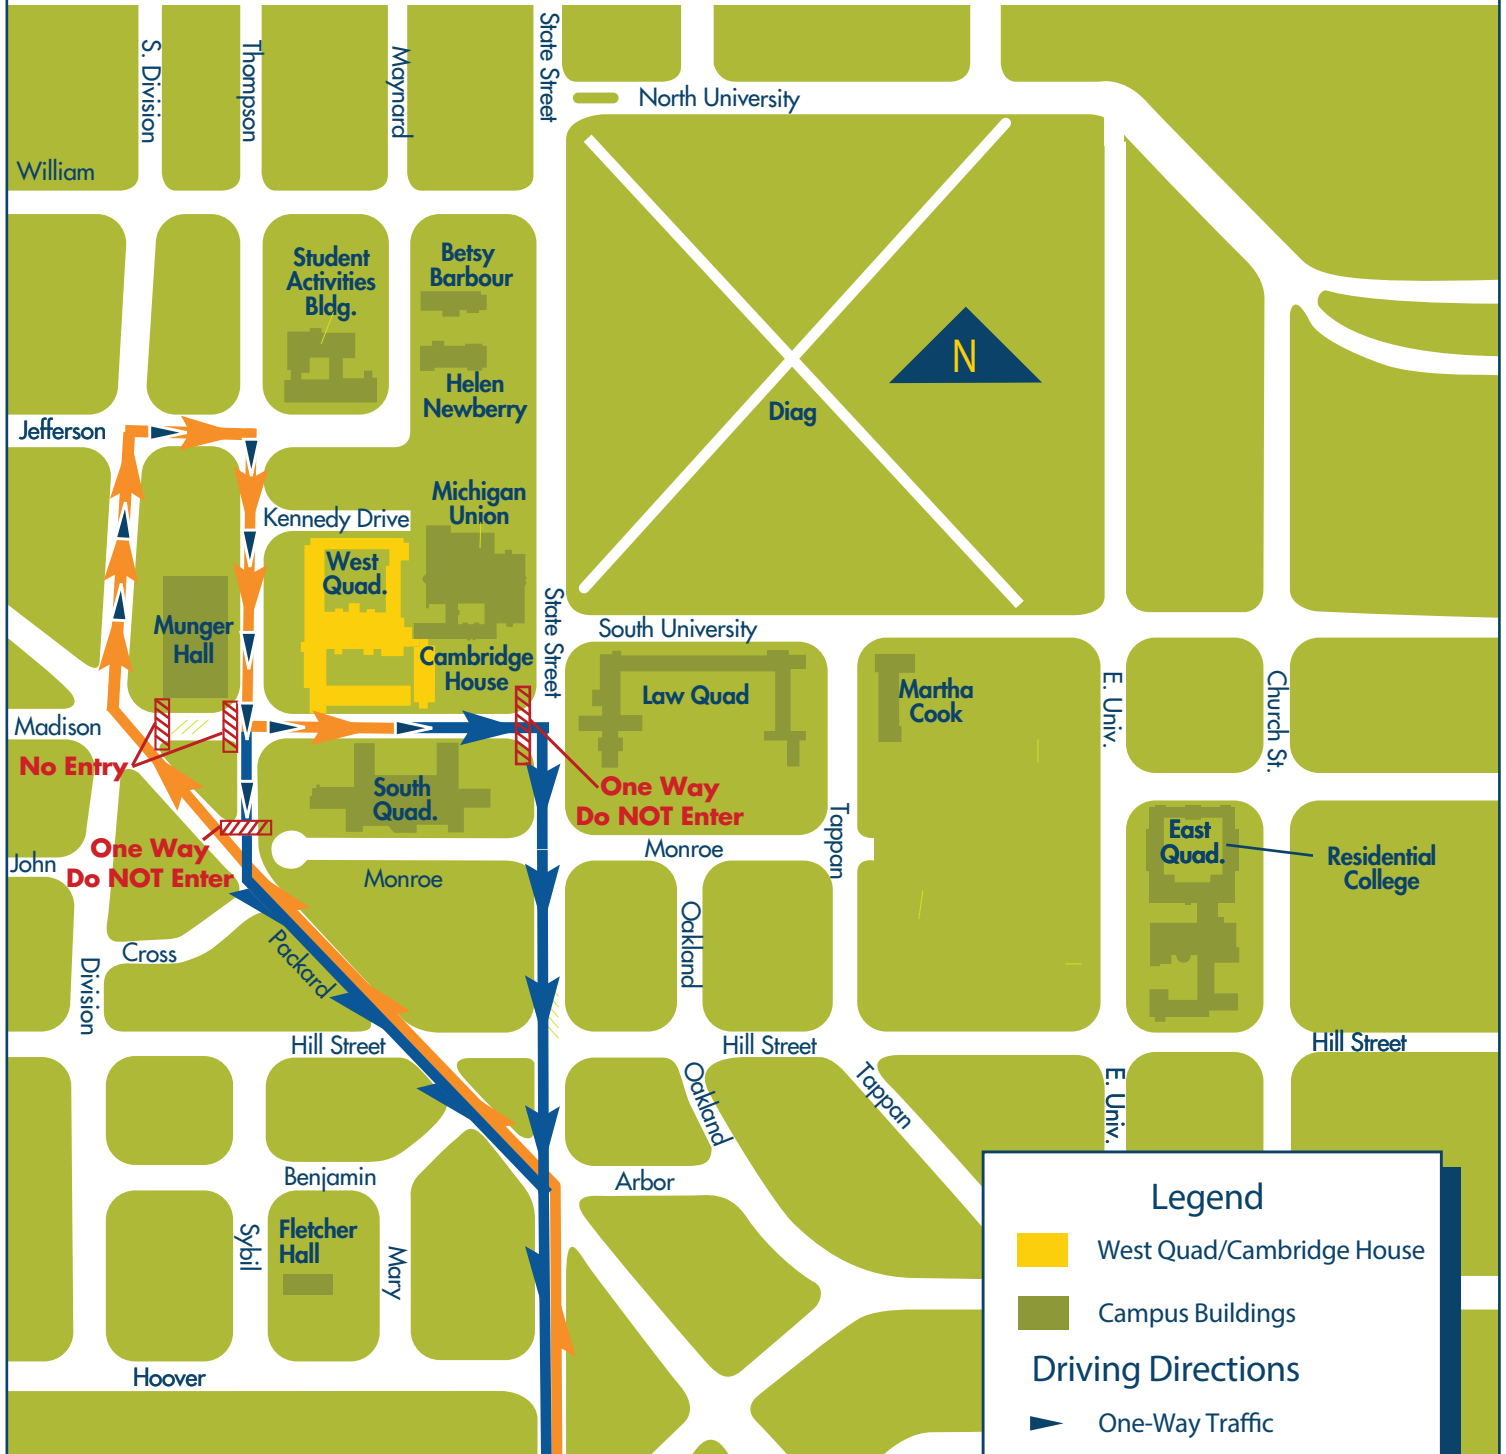 S. Division
Thompson
Maynard
State Street
North University
William
Student
Activities
Bldg.
Betsy
Barbour
Helen
Newberry
N
Diag
Jefferson
Michigan
Union
Kennedy Drive
West
Quad.
Munger
Hall
State Street
South University
Cambridge
House
Law Quad
Martha
Cook
E. Univ.
Church St.
Madison
No Entry
South
Quad.
One Way
Do NOT Enter
Tappan
East
Quad.
Residential
College
John
One Way
Do NOT Enter
Monroe
Monroe
Oakland
Cross
Packard
Division
Hill Street
Hill Street
Hill Street
Oakland
Tappan
E. Univ.
Benjamin
Arbor
Sybil
Fletcher
Hall
Mary
Hoover
Legend
West Quad/Cambridge House
Campus Buildings
Driving Directions
One-Way Traffic